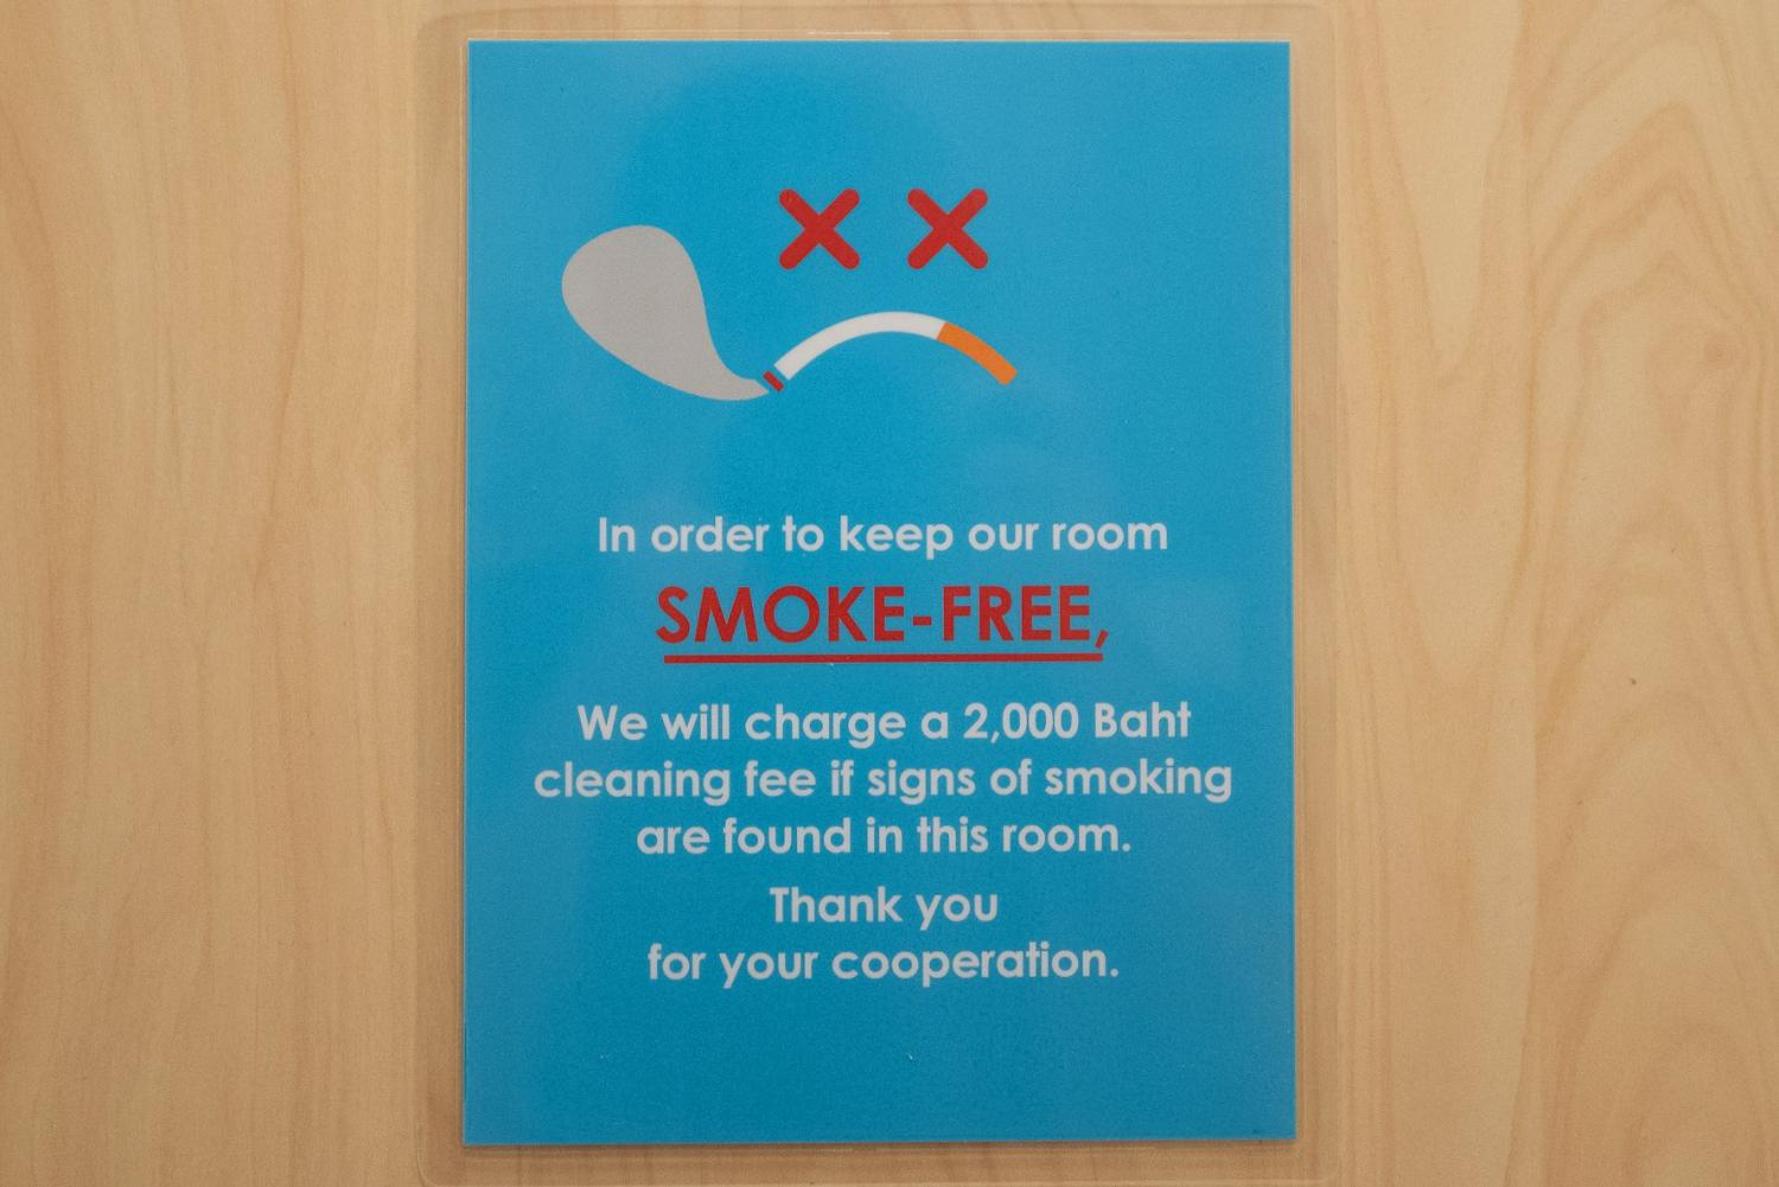 In order to keep our room
SMOKE-FREE,
We will charge a 2,000 Baht
cleaning fee if signs of smoking
are found in this room.
Thank you
for your cooperation.